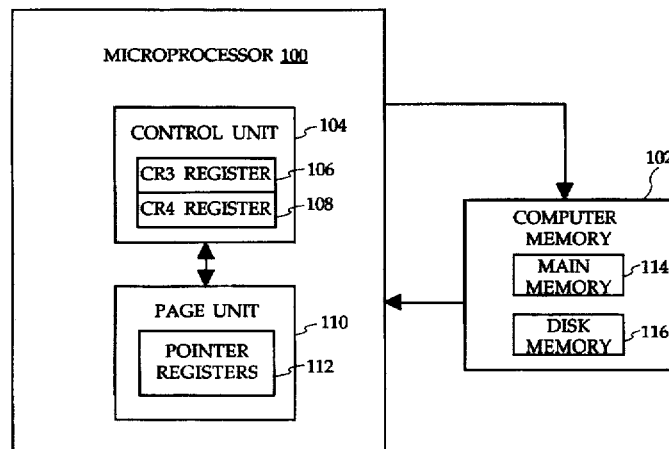 MICROPROCESSOR 100
CONTROL UNIT
104
CR3 REGISTER
106
CR4 REGISTER
108
PAGE UNIT
110
POINTER
REGISTERS
112
102
COMPUTER
MEMORY
MAIN
MEMORY
114
DISK
MEMORY
116